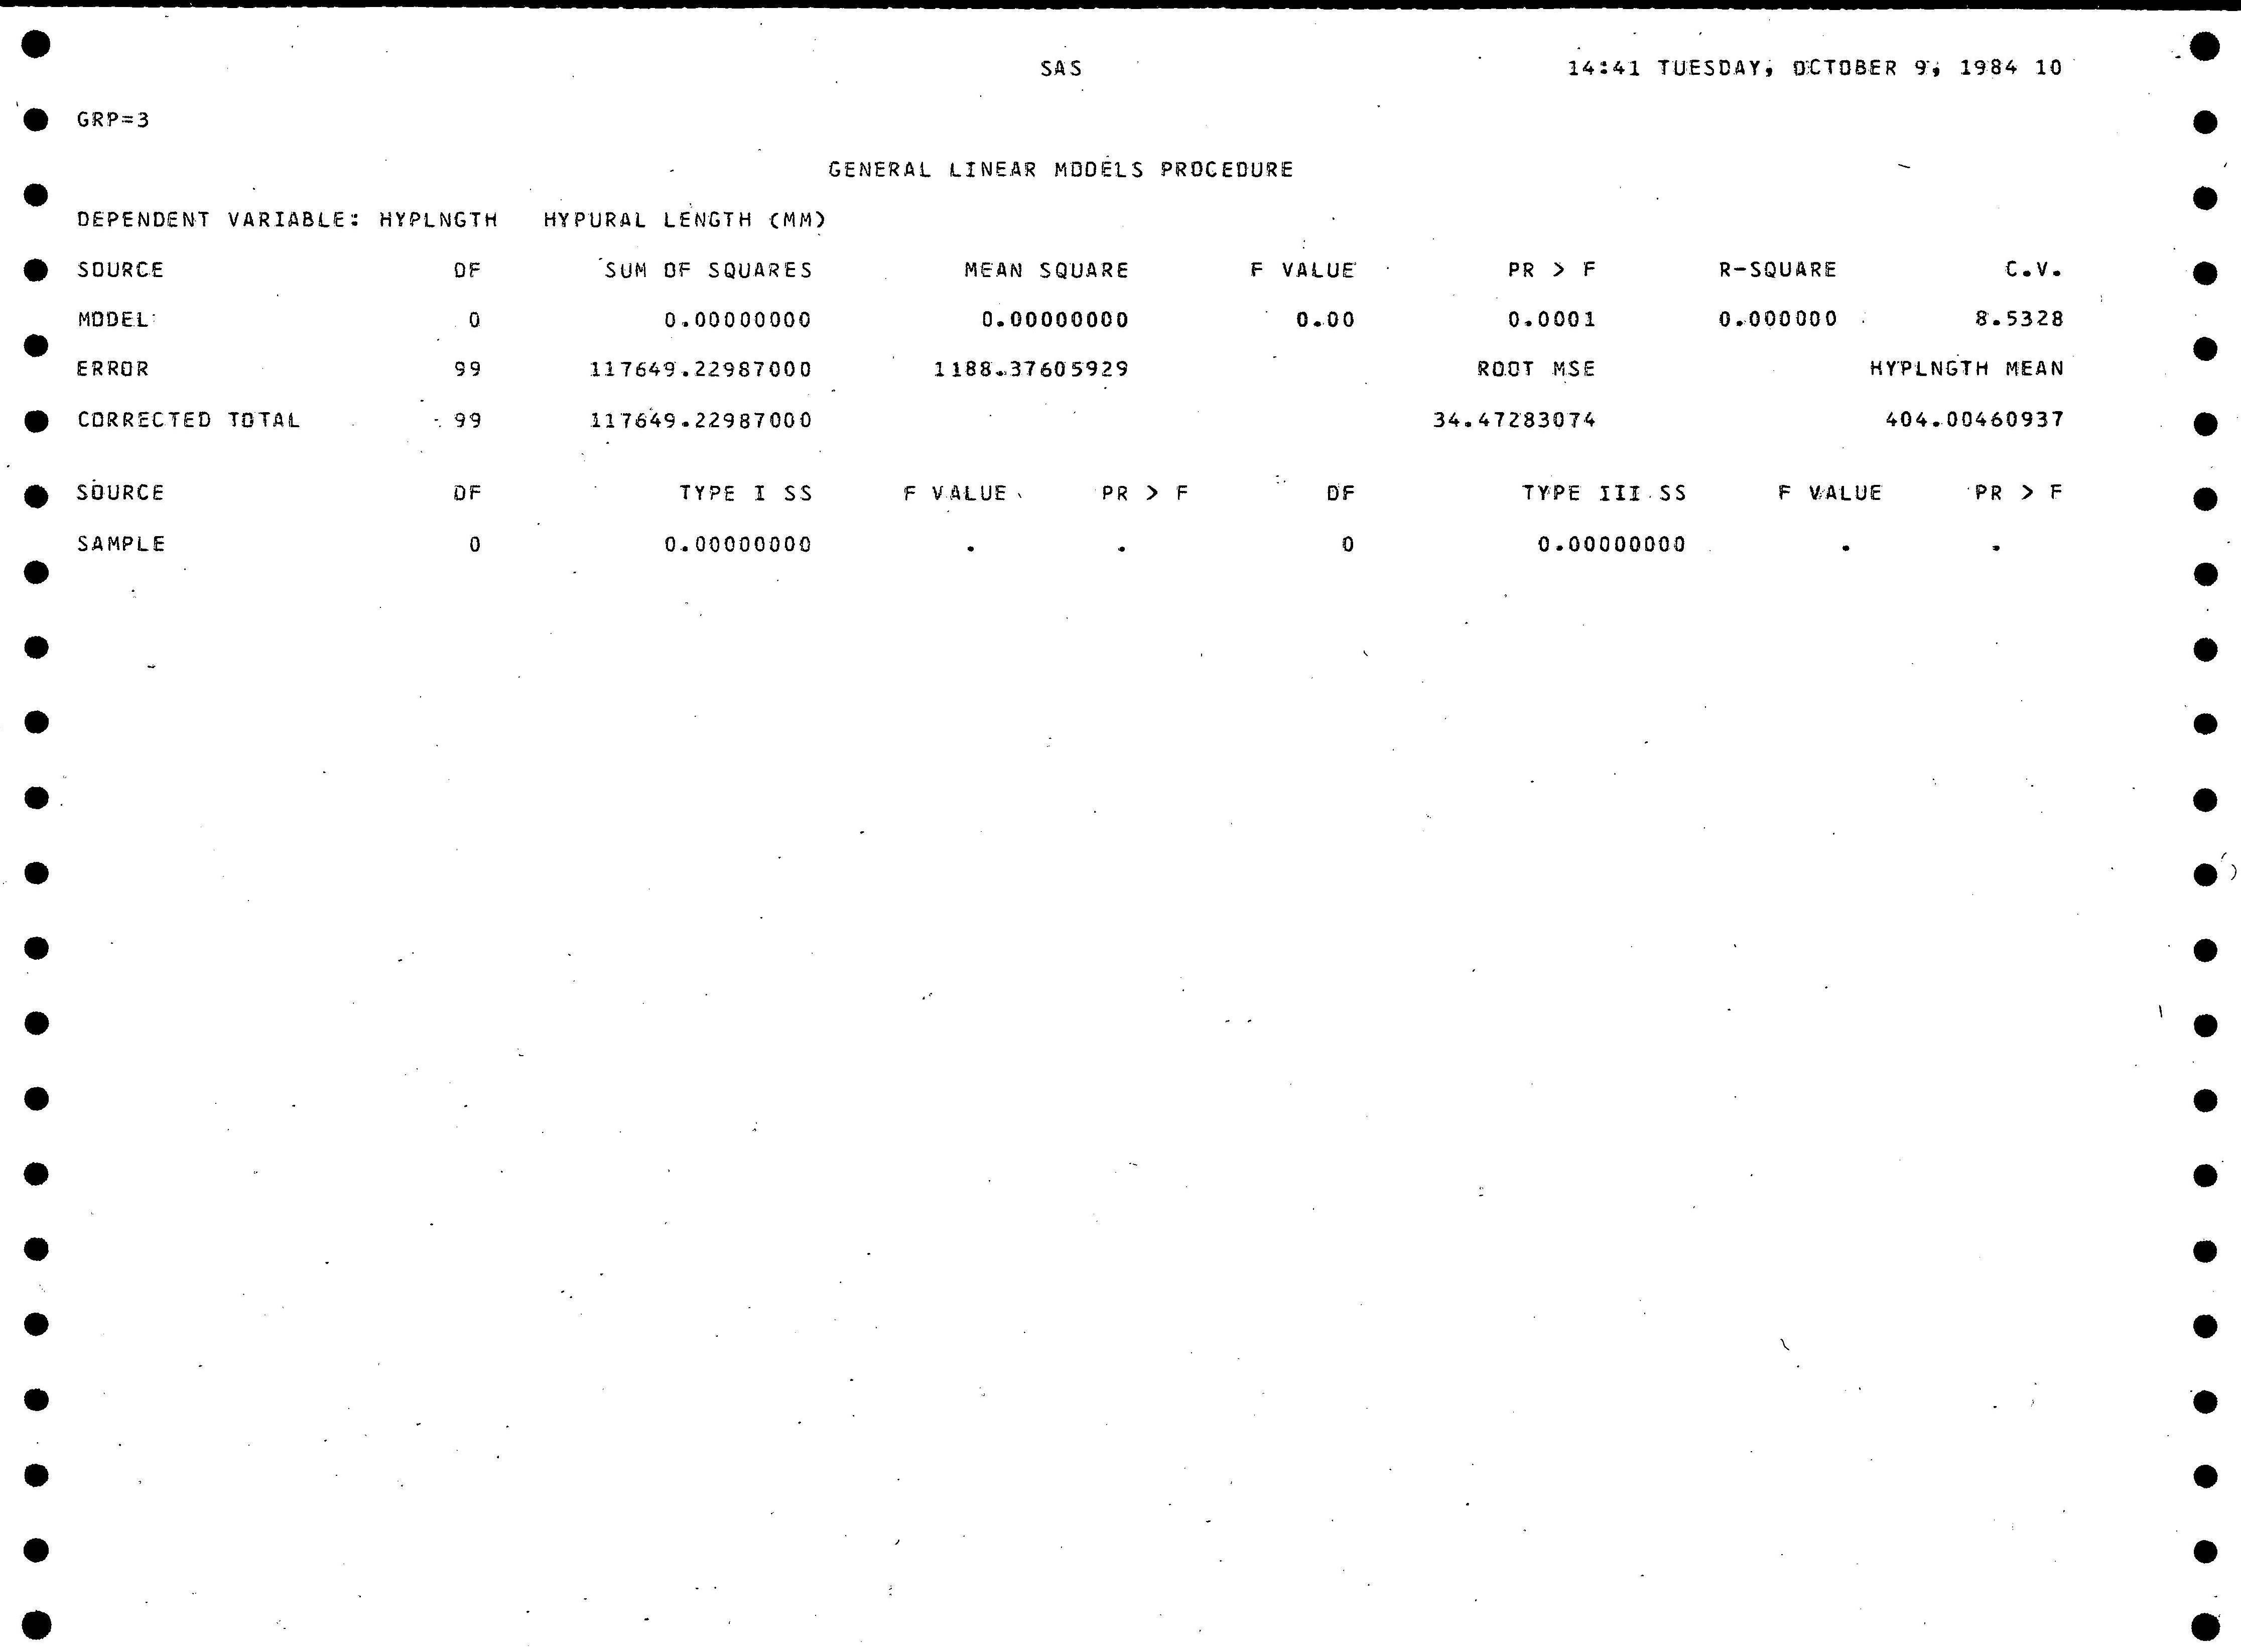 SAS 14:41 TUESDAY, OCTOBER 9, 1984 10
GRP=3
GENERAL LINEAR MODELS PROCEDURE
DEPENDENT VARIABLE: HYPLNGTH HYPURAL LENGTH (MM)
SOURCE DF SUM OF SQUARES MEAN SQUARE F VALUE PR > F R-SQUARE C.V.
MODEL 0 0.00000000 0.00000000 0.00 0.0001 0.000000 8.5328
ERROR 99 117649.22987000 1188.37605929 ROOT MSE HYPLNGTH MEAN
CORRECTED TOTAL 99 117649.22987000 34.47283074 404.00460937
SOURCE DF TYPE I SS F VALUE PR > F DF TYPE III SS F VALUE PR > F
SAMPLE 0 0.00000000 . . 0 0.00000000 . .